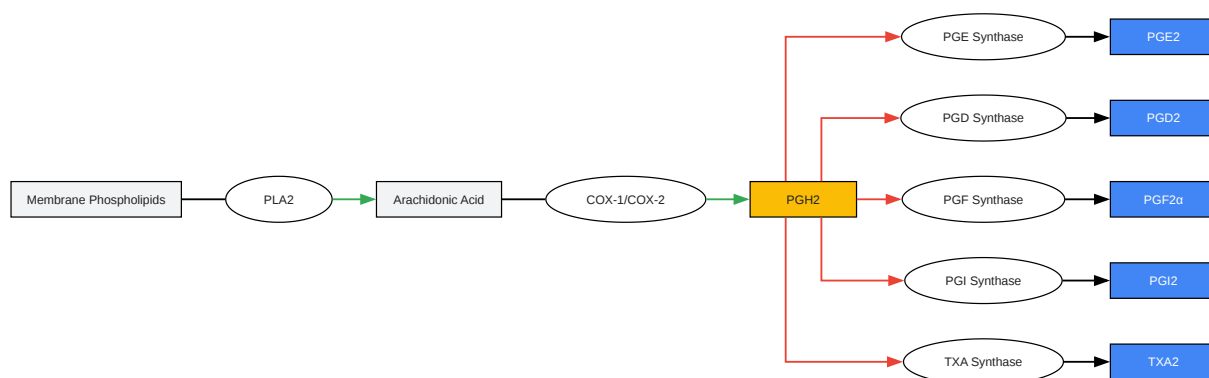 PGE Synthase
PGE2
PGD Synthase
PGD2
Membrane Phospholipids
PLA2
Arachidonic Acid
COX-1/COX-2
PGH2
PGF Synthase
PGF2α
PGI Synthase
PGI2
TXA Synthase
TXA2